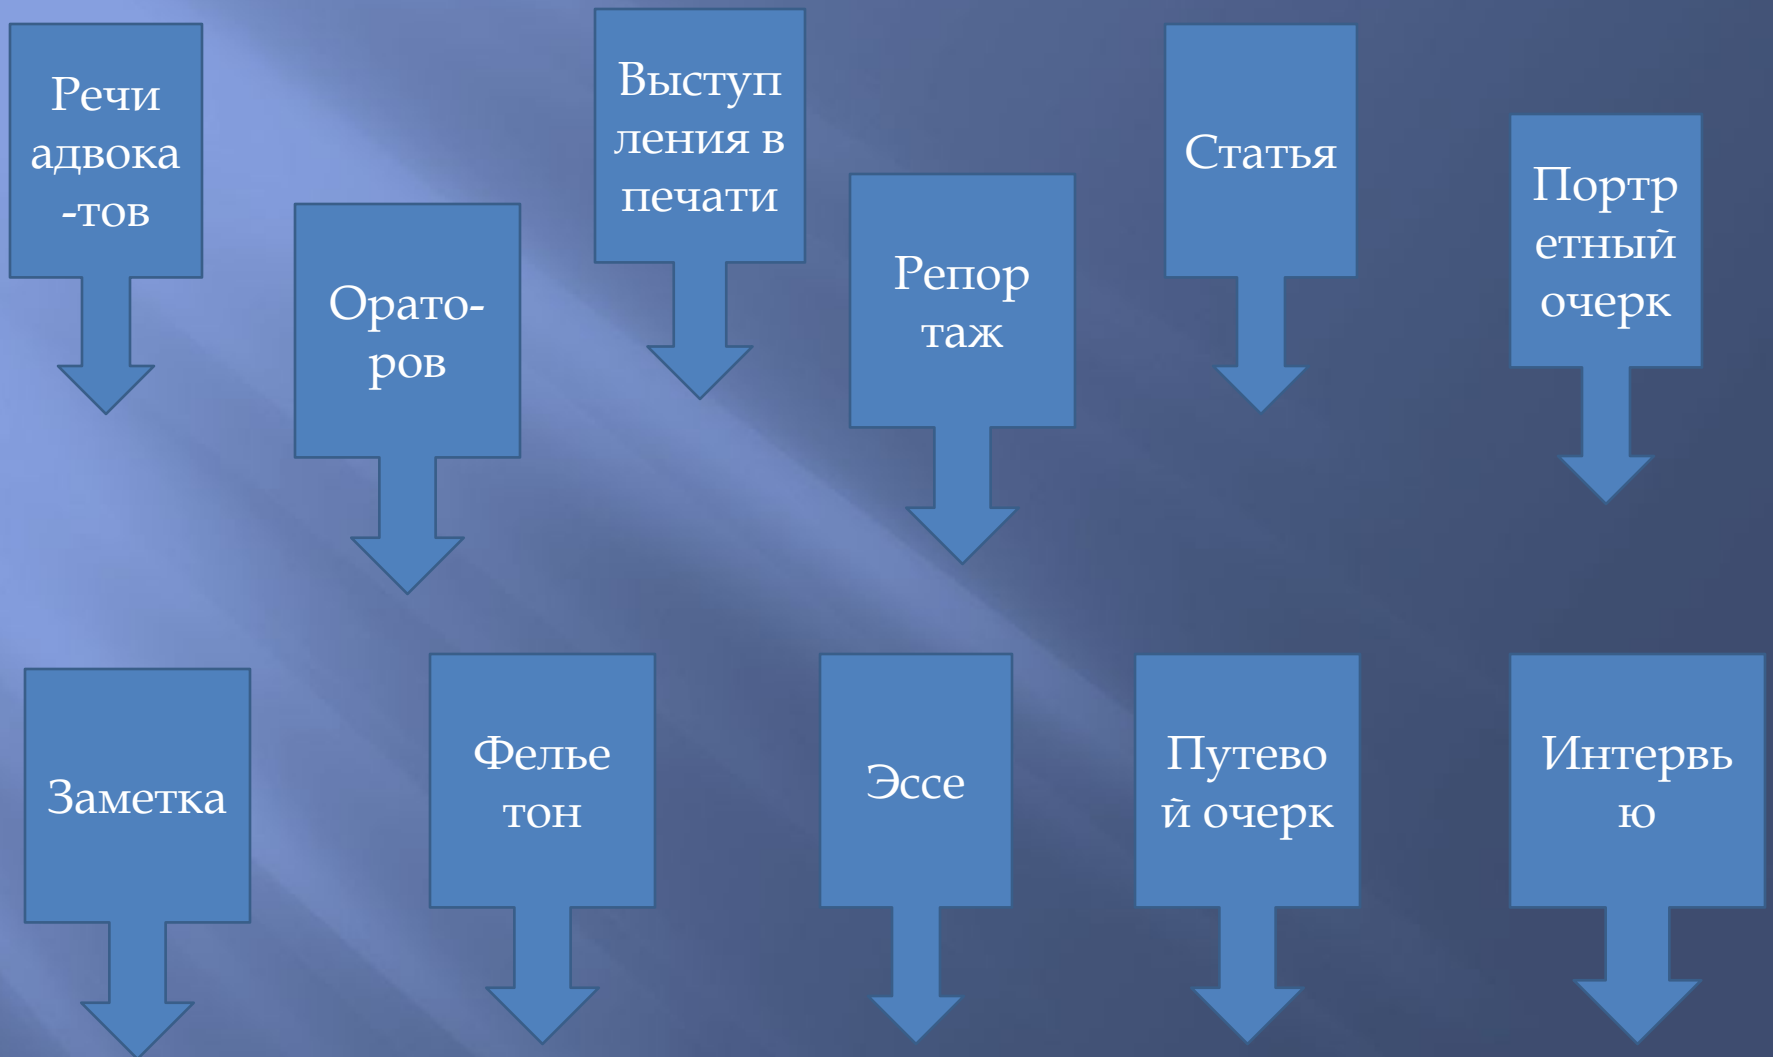 Речи
адвока
-тов
Орато-
ров
Выступ
ления в
печати
Репор
таж
Статья
Портр
етный
очерк
Заметка
Фелье
тон
Эссе
Путево
й очерк
Интервь
ю